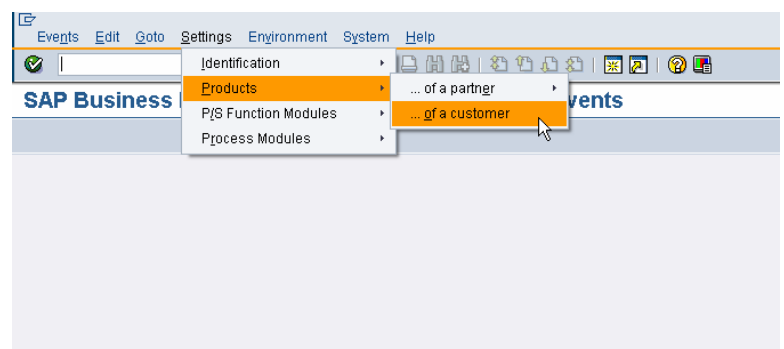 Events Edit Goto Settings Environment System Help
Identification
SAP Business
Products
... of a partner
vents
P/S Function Modules
... of a customer
Process Modules